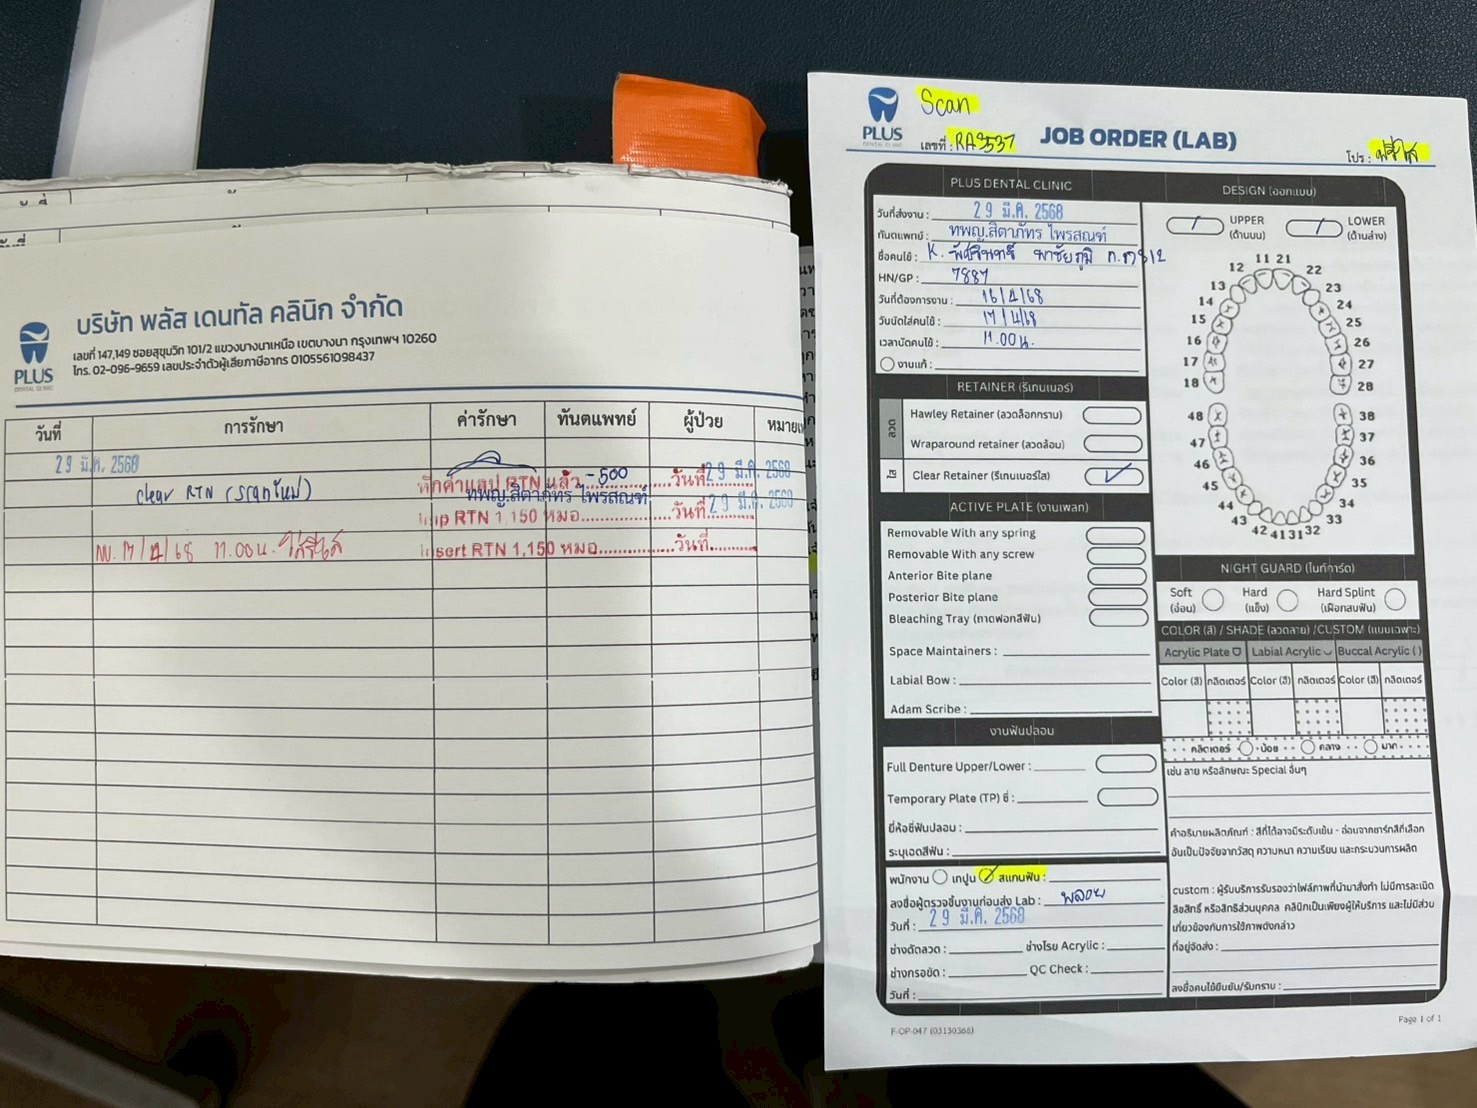 บริษัท พลัส เดนทัล คลินิก จำกัด
เลขที่ 147,149 ซอยสุขุมวิท 101/2 แขวงบางนาเหนือ เขตบางนา กรุงเทพฯ 10260
โทร. 02-096-9659 เลขประจำตัวผู้เสียภาษีอากร 0105561098437
PLUS
DENTAL CLINIC
วันที่ การรักษา ค่ารักษา ทันตแพทย์ ผู้ป่วย
29 มี.ค. 2568
clear RTN (scanใหม่)
หักค่าแลป RTN แล้ว -500 วันที่ 29 มี.ค. 2568
ทพญ.สิตาภัทร ไพรสณฑ์
Imp RTN 1,150 หมอ วันที่ 29 มี.ค. 2568
NV. 17/4/68 11.00น.
Insert RTN 1,150 หมอ วันที่
PLUS
DENTAL CLINIC
Scan
เลขที่ : RA3537
JOB ORDER (LAB)
โปร :
PLUS DENTAL CLINIC
วันที่ส่งงาน : 29 มี.ค. 2568
ทันตแพทย์ : ทพญ.สิตาภัทร ไพรสณฑ์
ชื่อคนไข้ : K.
HN/GP : 7887
วันที่ต้องการงาน : 16/4/68
วันนัดใส่คนไข้ : 17/4/68
เวลานัดคนไข้ : 11.00น.
งานแก้ :
RETAINER (รีเทนเนอร์)
ลวด
Hawley Retainer (ลวดล็อกกราบ)
Wraparound retainer (ลวดล้อม)
ใส
Clear Retainer (รีเทนเนอร์ใส)
ACTIVE PLATE (งานเพลท)
Removable With any spring
Removable With any screw
Anterior Bite plane
Posterior Bite plane
Bleaching Tray (ถาดฟอกสีฟัน)
Space Maintainers :
Labial Bow :
Adam Scribe :
งานฟันปลอม
Full Denture Upper/Lower :
Temporary Plate (TP) ซี่ :
ยี่ห้อซี่ฟันปลอม :
ระบุเฉดสีฟัน :
พนักงาน เทปูน สแกนฟัน :
ลงชื่อผู้ตรวจชิ้นงานก่อนส่ง Lab : พลอย
วันที่ : 29 มี.ค. 2568
ช่างดัดลวด : ช่างโรย Acrylic :
ช่างกรอขัด : QC Check :
วันที่ :
F-OP-047 (03130366)
DESIGN (ออกแบบ)
UPPER
(ด้านบน)
LOWER
(ด้านล่าง)
11 21
12 22
13 23
14 24
15 25
16 26
17 27
18 28
48 38
47 37
46 36
45 35
44 34
43 33
42 41 31 32
NIGHT GUARD (ไนท์การ์ด)
Soft
(อ่อน)
Hard
(แข็ง)
Hard Splint
(เฝือกสบฟัน)
COLOR (สี) / SHADE (ลวดลาย) /CUSTOM (แบบเฉพาะ)
Acrylic Plate Labial Acrylic Buccal Acrylic ( )
Color (สี) กลิตเตอร์ Color (สี) กลิตเตอร์ Color (สี) กลิตเตอร์
กลิตเตอร์ น้อย กลาง มาก
เช่น ลาย หรือลักษณะ Special อื่นๆ
คำอธิบายผลิตภัณฑ์ : สีที่ได้อาจมีระดับเข้ม - อ่อนจากชาร์ทสีที่เลือก
อันเป็นปัจจัยจากวัสดุ ความหนา ความเรียบ และกระบวนการผลิต
custom : ผู้รับบริการรับรองว่าไฟล์ภาพที่นำมาสั่งทำ ไม่มีการละเมิด
ลิขสิทธิ์ หรือสิทธิส่วนบุคคล คลินิกเป็นเพียงผู้ให้บริการ และไม่มีส่วน
เกี่ยวข้องกับการใช้ภาพดังกล่าว
ที่อยู่จัดส่ง :
ลงชื่อคนไข้ยืนยัน/รับทราบ :
Page 1 of 1